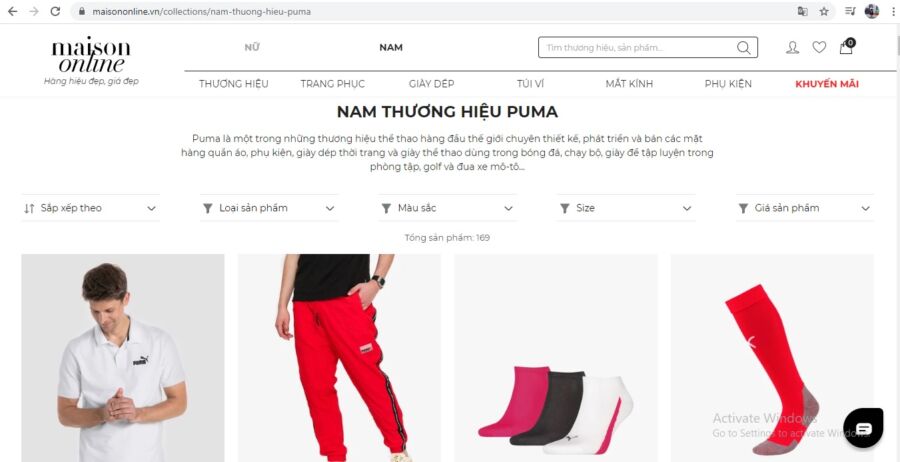 maisononline.vn/collections/nam-thuong-hieu-puma
maison
online
Hàng hiệu đẹp, giá đẹp
NỮ
NAM
Tìm thương hiệu, sản phẩm...
0
THƯƠNG HIỆU
TRANG PHỤC
GIÀY DÉP
TÚI VÍ
MẮT KÍNH
PHỤ KIỆN
KHUYẾN MÃI
NAM THƯƠNG HIỆU PUMA
Puma là một trong những thương hiệu thể thao hàng đầu thế giới chuyên thiết kế, phát triển và bán các mặt
hàng quần áo, phụ kiện, giày dép thời trang và giày thể thao dùng trong bóng đá, chạy bộ, giày để tập luyện trong
phòng tập, golf và đua xe mô-tô...
Sắp xếp theo
Loại sản phẩm
Màu sắc
Size
Giá sản phẩm
Tổng sản phẩm: 169
PUMA
Activate Windows
Go to Settings to activate Windows